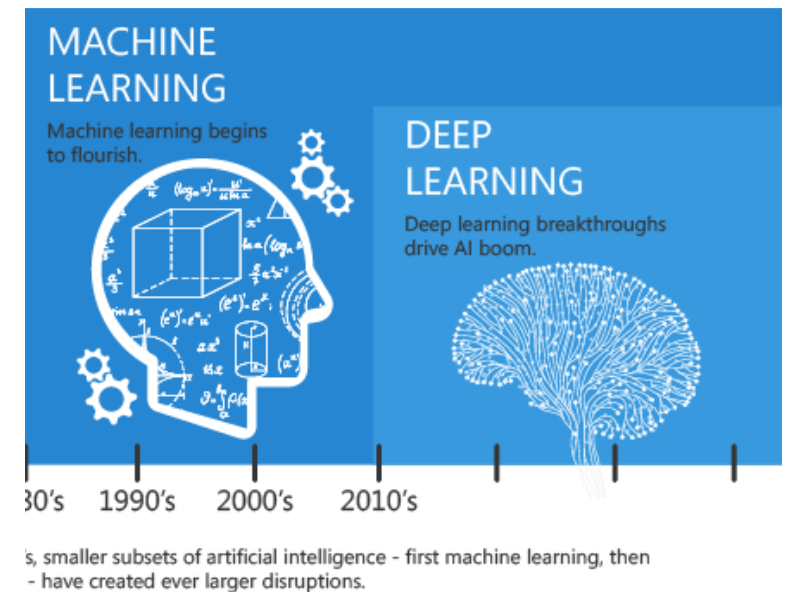 MACHINE
LEARNING
Machine learning begins
to flourish.
DEEP
LEARNING
Deep learning breakthroughs
drive AI boom.
1990's 2000's 2010's
smaller subsets of artificial intelligence - first machine learning, then
- have created ever larger disruptions.